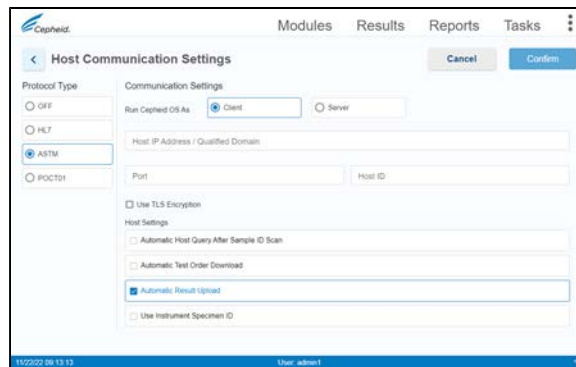 Cepheid.
Modules Results Reports Tasks
Host Communication Settings
Cancel
Confirm
Protocol Type
Communication Settings
OFF
Run Cepheid OS As
Client
Server
HL7
Host IP Address / Qualified Domain
ASTM
Port
Host ID
POCT01
Use TLS Encryption
Host Settings
Automatic Host Query After Sample ID Scan
Automatic Test Order Download
Automatic Result Upload
Use Instrument Specimen ID
11/22/22 09:13:13
User: admin1